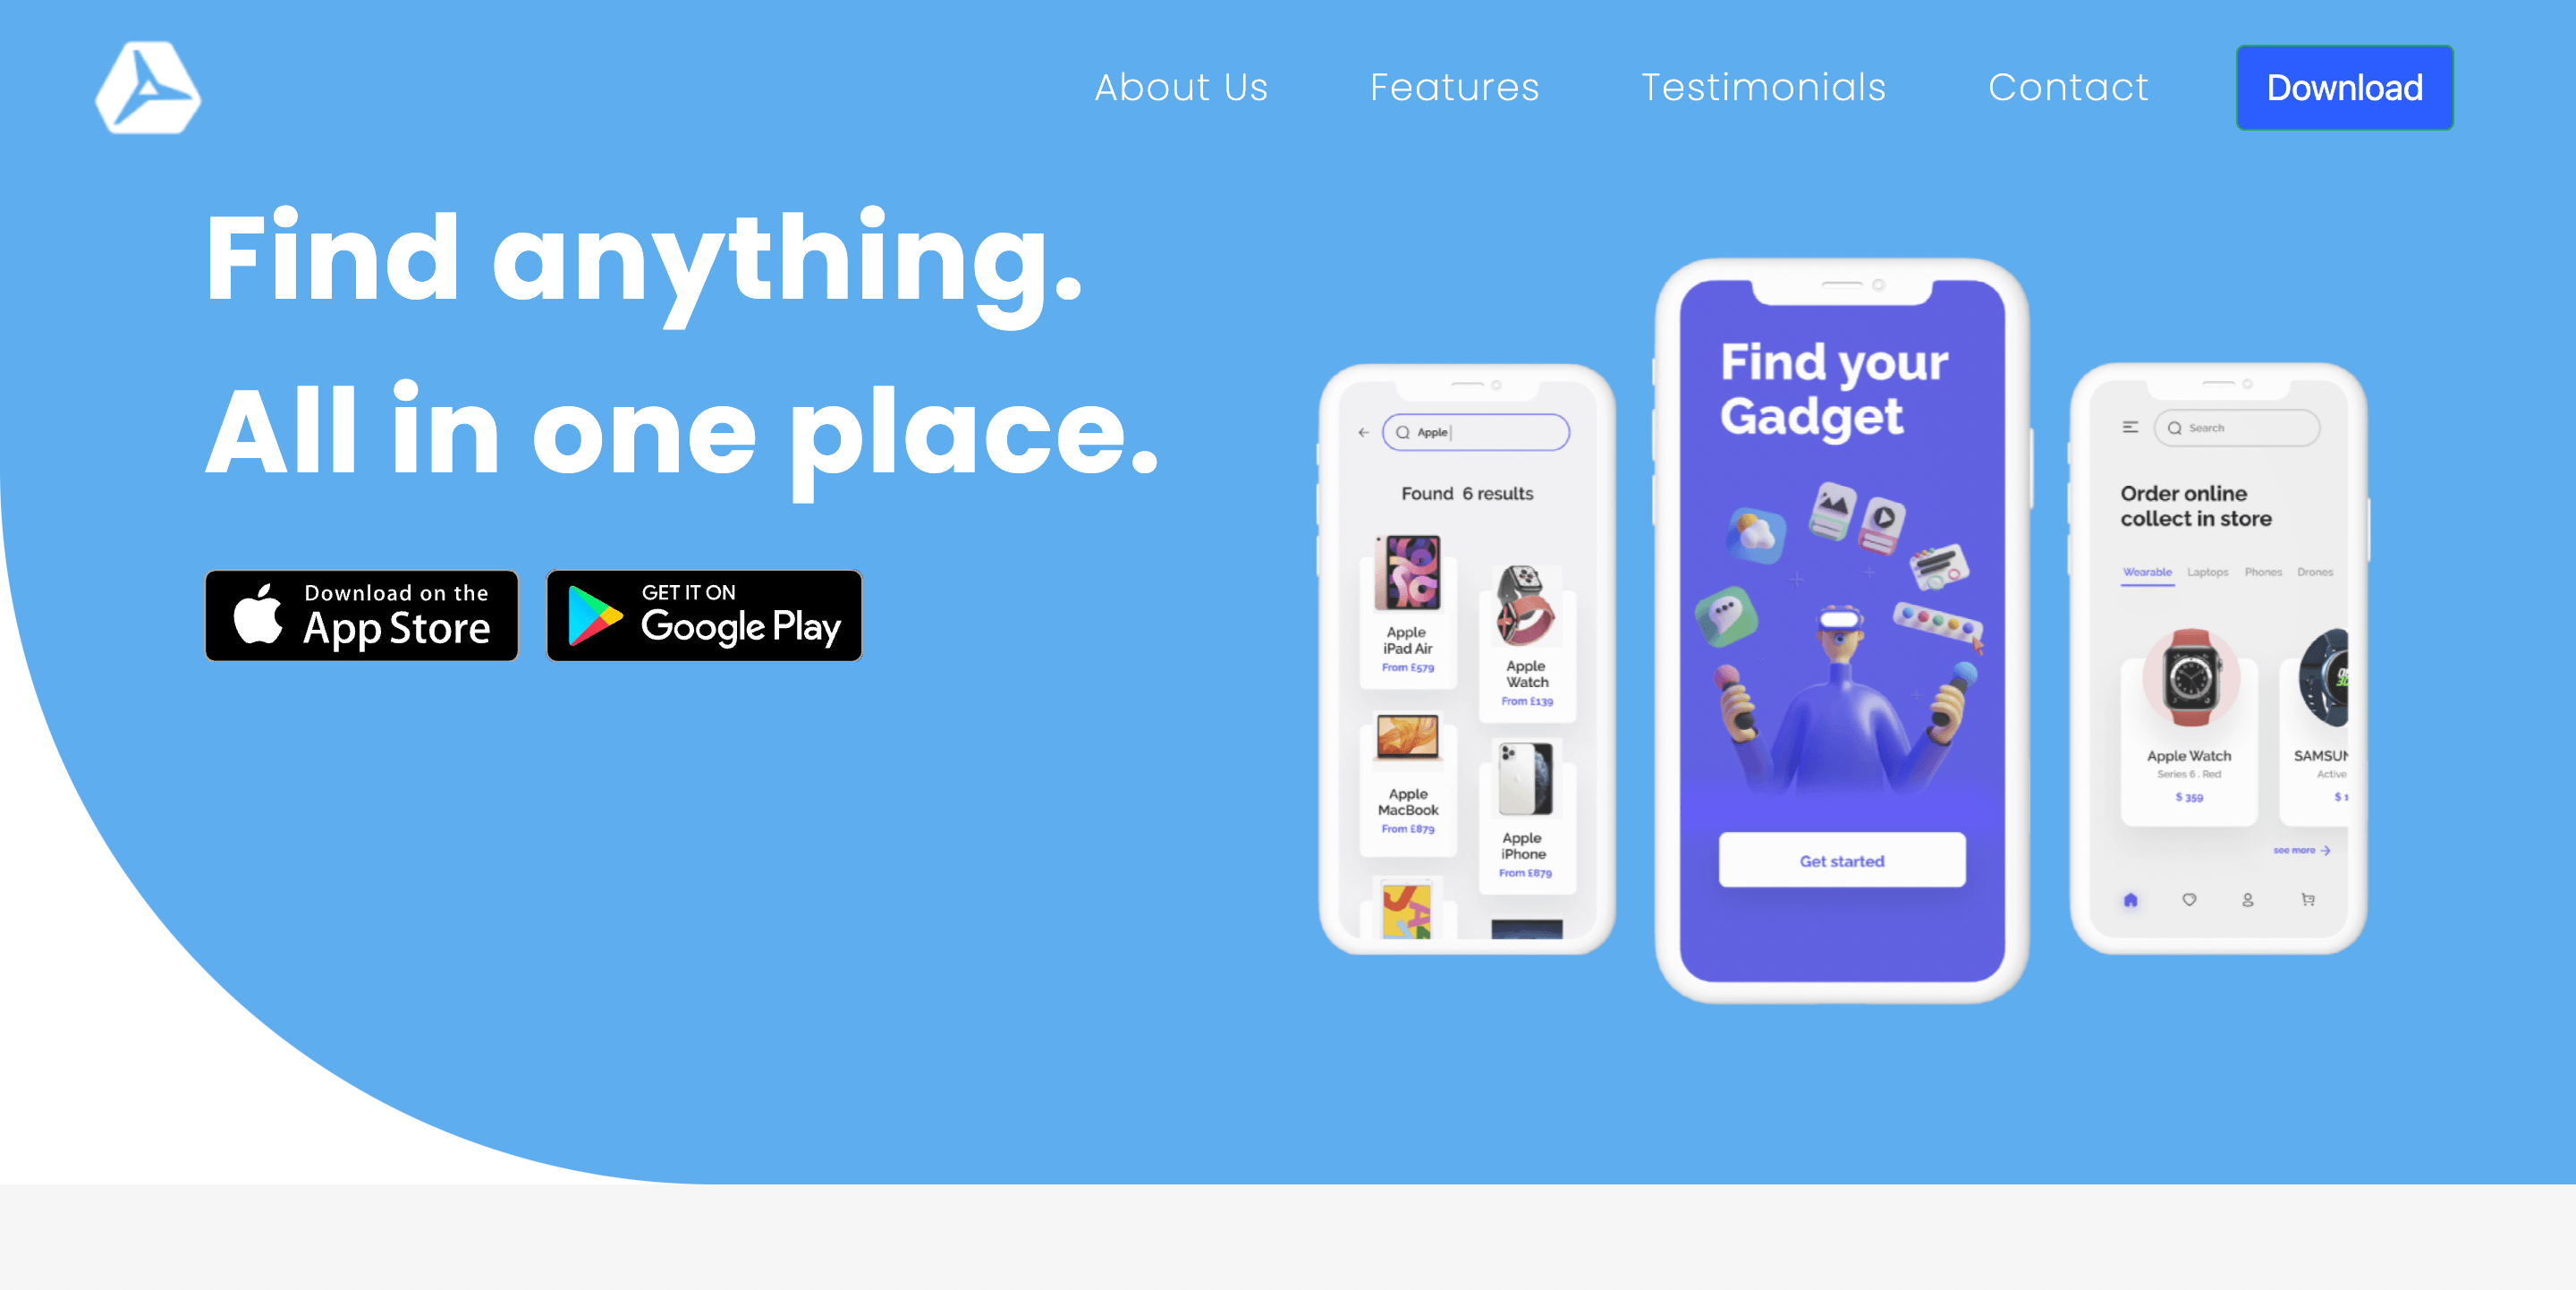 About Us Features Testimonials Contact Download
Find anything.
All in one place.
Download on the
App Store
GET IT ON
Google Play
Apple
Found 6 results
Apple
iPad Air
From £579
Apple
Watch
From £139
Apple
MacBook
From £879
Apple
iPhone
From £879
Find your
Gadget
Get started
Search
Order online
collect in store
Wearable Laptops Phones Drones
Apple Watch
Series 6 . Red
$ 359
Active
see more